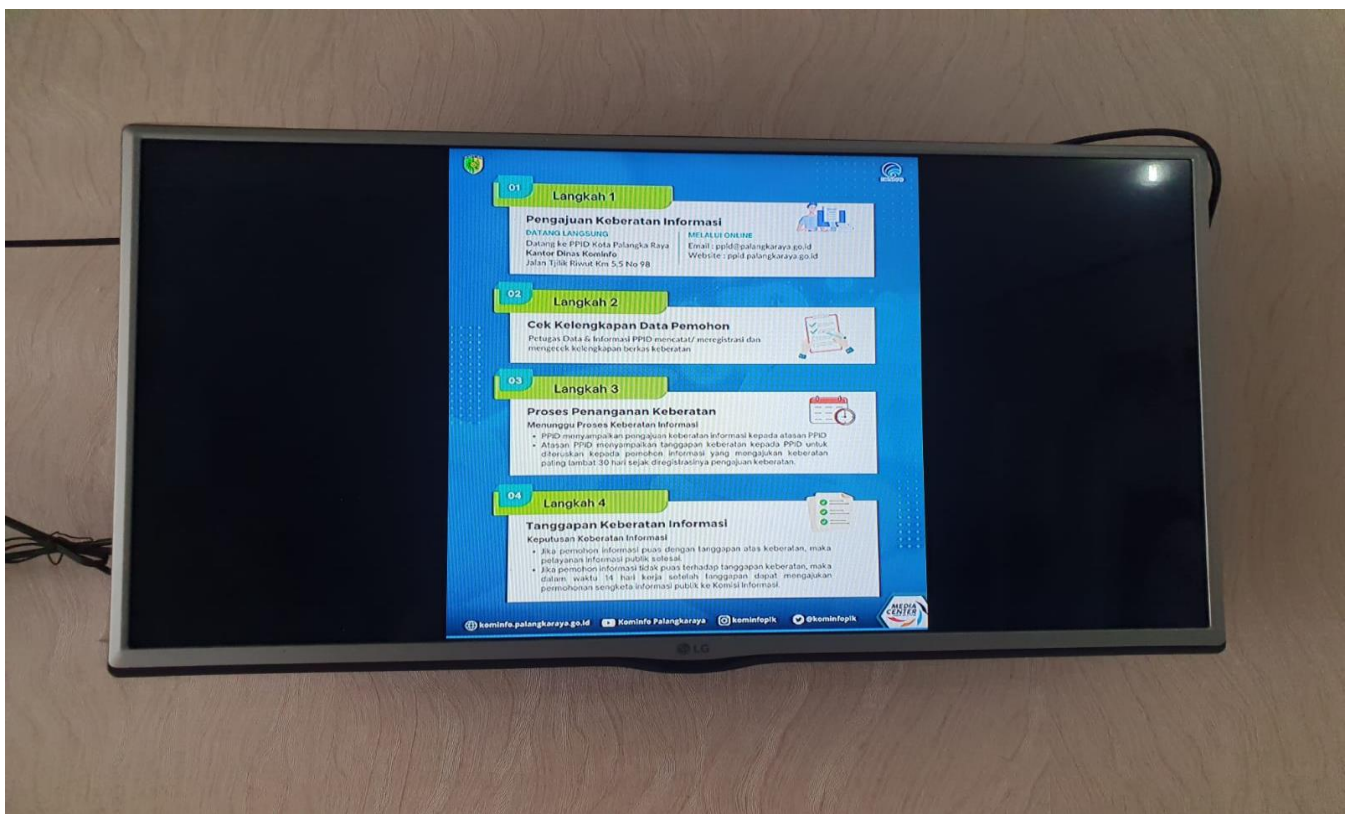 01
Langkah 1
Pengajuan Keberatan Informasi
DATANG LANGSUNG
Datang ke PPID Kota Palangka Raya
Kantor Dinas Kominfo
Jalan Tjilik Riwut Km 5,5 No 98
MELALUI ONLINE
Email : ppid@palangkaraya.go.id
Website : ppid.palangkaraya.go.id
02
Langkah 2
Cek Kelengkapan Data Pemohon
Petugas Data & Informasi PPID mencatat/ meregistrasi dan
mengecek kelengkapan berkas keberatan
03
Langkah 3
Proses Penanganan Keberatan
Menunggu Proses Keberatan Informasi
• PPID menyampaikan pengajuan keberatan informasi kepada atasan PPID
• Atasan PPID menyampaikan tanggapan keberatan kepada PPID untuk
diteruskan kepada pemohon informasi yang mengajukan keberatan
paling lambat 30 hari sejak diregistrasinya pengajuan keberatan.
04
Langkah 4
Tanggapan Keberatan Informasi
Keputusan Keberatan Informasi
• Jika pemohon informasi puas dengan tanggapan atas keberatan, maka
pelayanan informasi publik selesai.
• Jika pemohon informasi tidak puas terhadap tanggapan keberatan, maka
dalam waktu 14 hari kerja setelah tanggapan dapat mengajukan
permohonan sengketa informasi publik ke Komisi Informasi.
MEDIA
CENTER
kominfo.palangkaraya.go.id Kominfo Palangkaraya kominfoplk @kominfoplk
LG